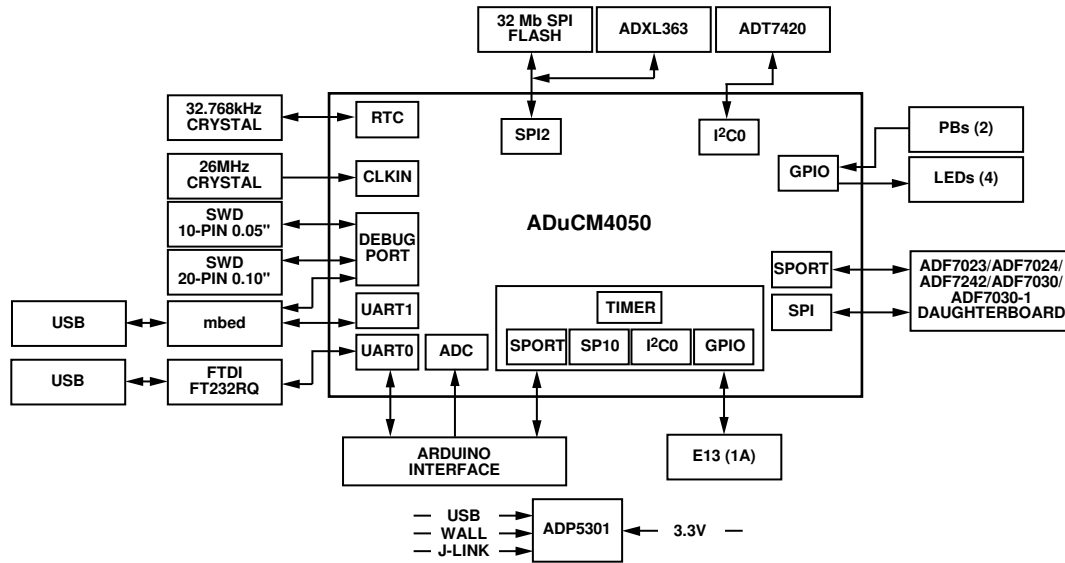 32 Mb SPI
FLASH
ADXL363
ADT7420
32.768kHz
CRYSTAL
RTC
SPI2
I²C0
PBs (2)
26MHz
CRYSTAL
CLKIN
GPIO
LEDs (4)
SWD
10-PIN 0.05"
DEBUG
PORT
ADuCM4050
SWD
20-PIN 0.10"
SPORT
ADF7023/ADF7024/
ADF7242/ADF7030/
ADF7030-1
DAUGHTERBOARD
USB
mbed
UART1
TIMER
SPI
USB
FTDI
FT232RQ
UART0
ADC
SPORT
SP10
I²C0
GPIO
ARDUINO
INTERFACE
E13 (1A)
USB
WALL
J-LINK
ADP5301
3.3V